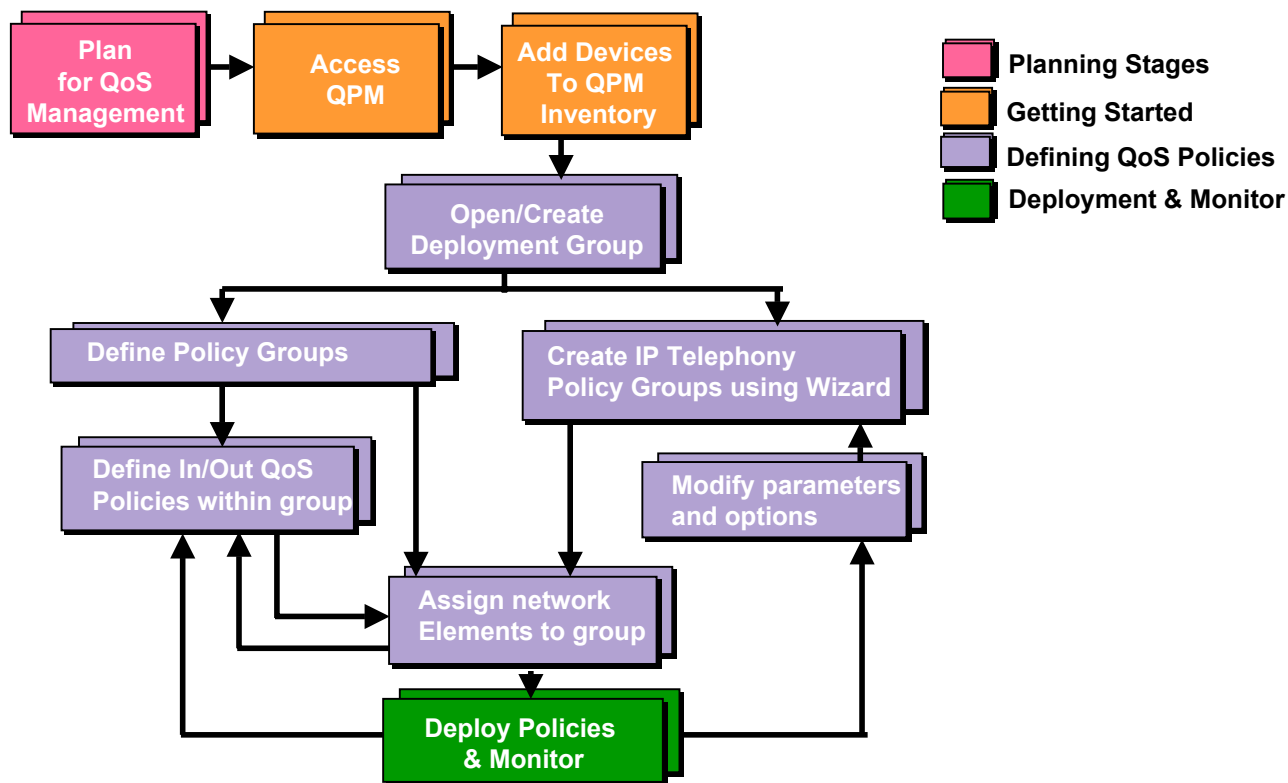 Plan
for QoS
Management
Access
QPM
Add Devices
To QPM
Inventory
Planning Stages
Getting Started
Defining QoS Policies
Deployment & Monitor
Open/Create
Deployment Group
Define Policy Groups
Create IP Telephony
Policy Groups using Wizard
Define In/Out QoS
Policies within group
Modify parameters
and options
Assign network
Elements to group
Deploy Policies
& Monitor